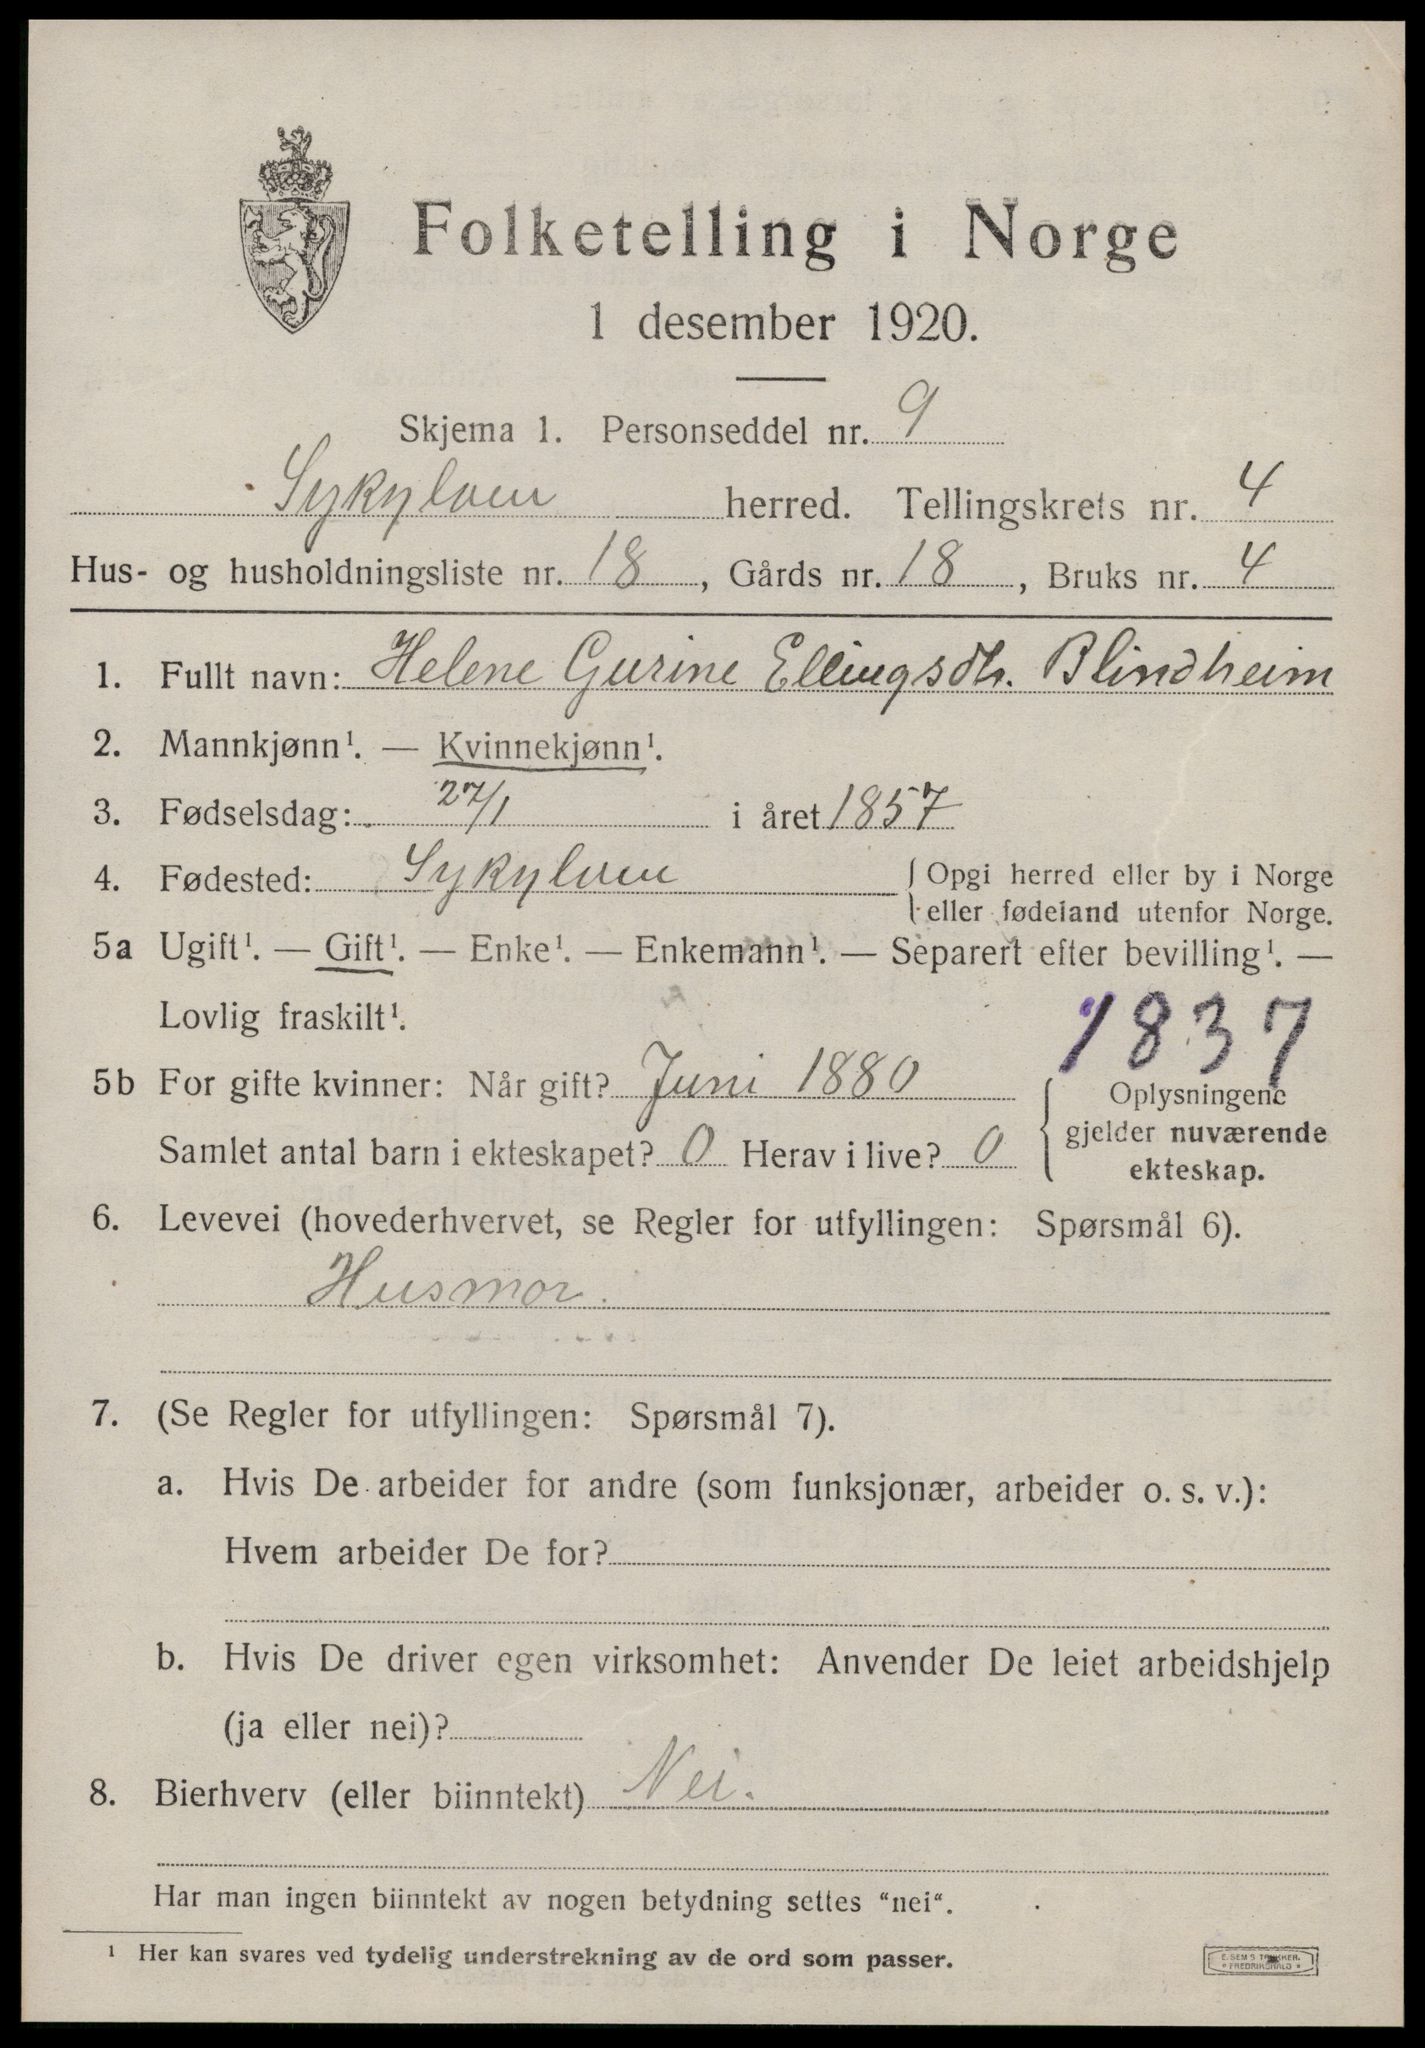 Folketelling i Norge
1 desember 1920.
Skjema 1. Personseddel nr. 9
Sykylven herred. Tellingskrets nr. 4
Hus- og husholdningsliste nr. 18, Gårds nr. 18, Bruks nr. 4
1. Fullt navn: Helene Gurine Ellingsdtr. Blindheim
2. Mannkjønn¹. — Kvinnekjønn¹.
3. Fødselsdag: 27/1 i året 1857
4. Fødested: Sykylven { Opgi herred eller by i Norge
eller fødeland utenfor Norge.
5a Ugift¹. — Gift¹. — Enke¹. — Enkemann¹. — Separert efter bevilling¹. —
Lovlig fraskilt¹.
1837
5b For gifte kvinner: Når gift? Juni 1880
Samlet antal barn i ekteskapet? 0 Herav i live? 0
{ Oplysningene
gjelder nuværende
ekteskap.
6. Levevei (hovederhvervet, se Regler for utfyllingen: Spørsmål 6).
Husmor.
7. (Se Regler for utfyllingen: Spørsmål 7).
a. Hvis De arbeider for andre (som funksjonær, arbeider o. s. v.):
Hvem arbeider De for?
b. Hvis De driver egen virksomhet: Anvender De leiet arbeidshjelp
(ja eller nei)?
8. Bierhverv (eller biinntekt) Nei.
Har man ingen biinntekt av nogen betydning settes “nei“.
¹ Her kan svares ved tydelig understrekning av de ord som passer.
E. SEM'S TRYKKER.
FREDRIKSHALD